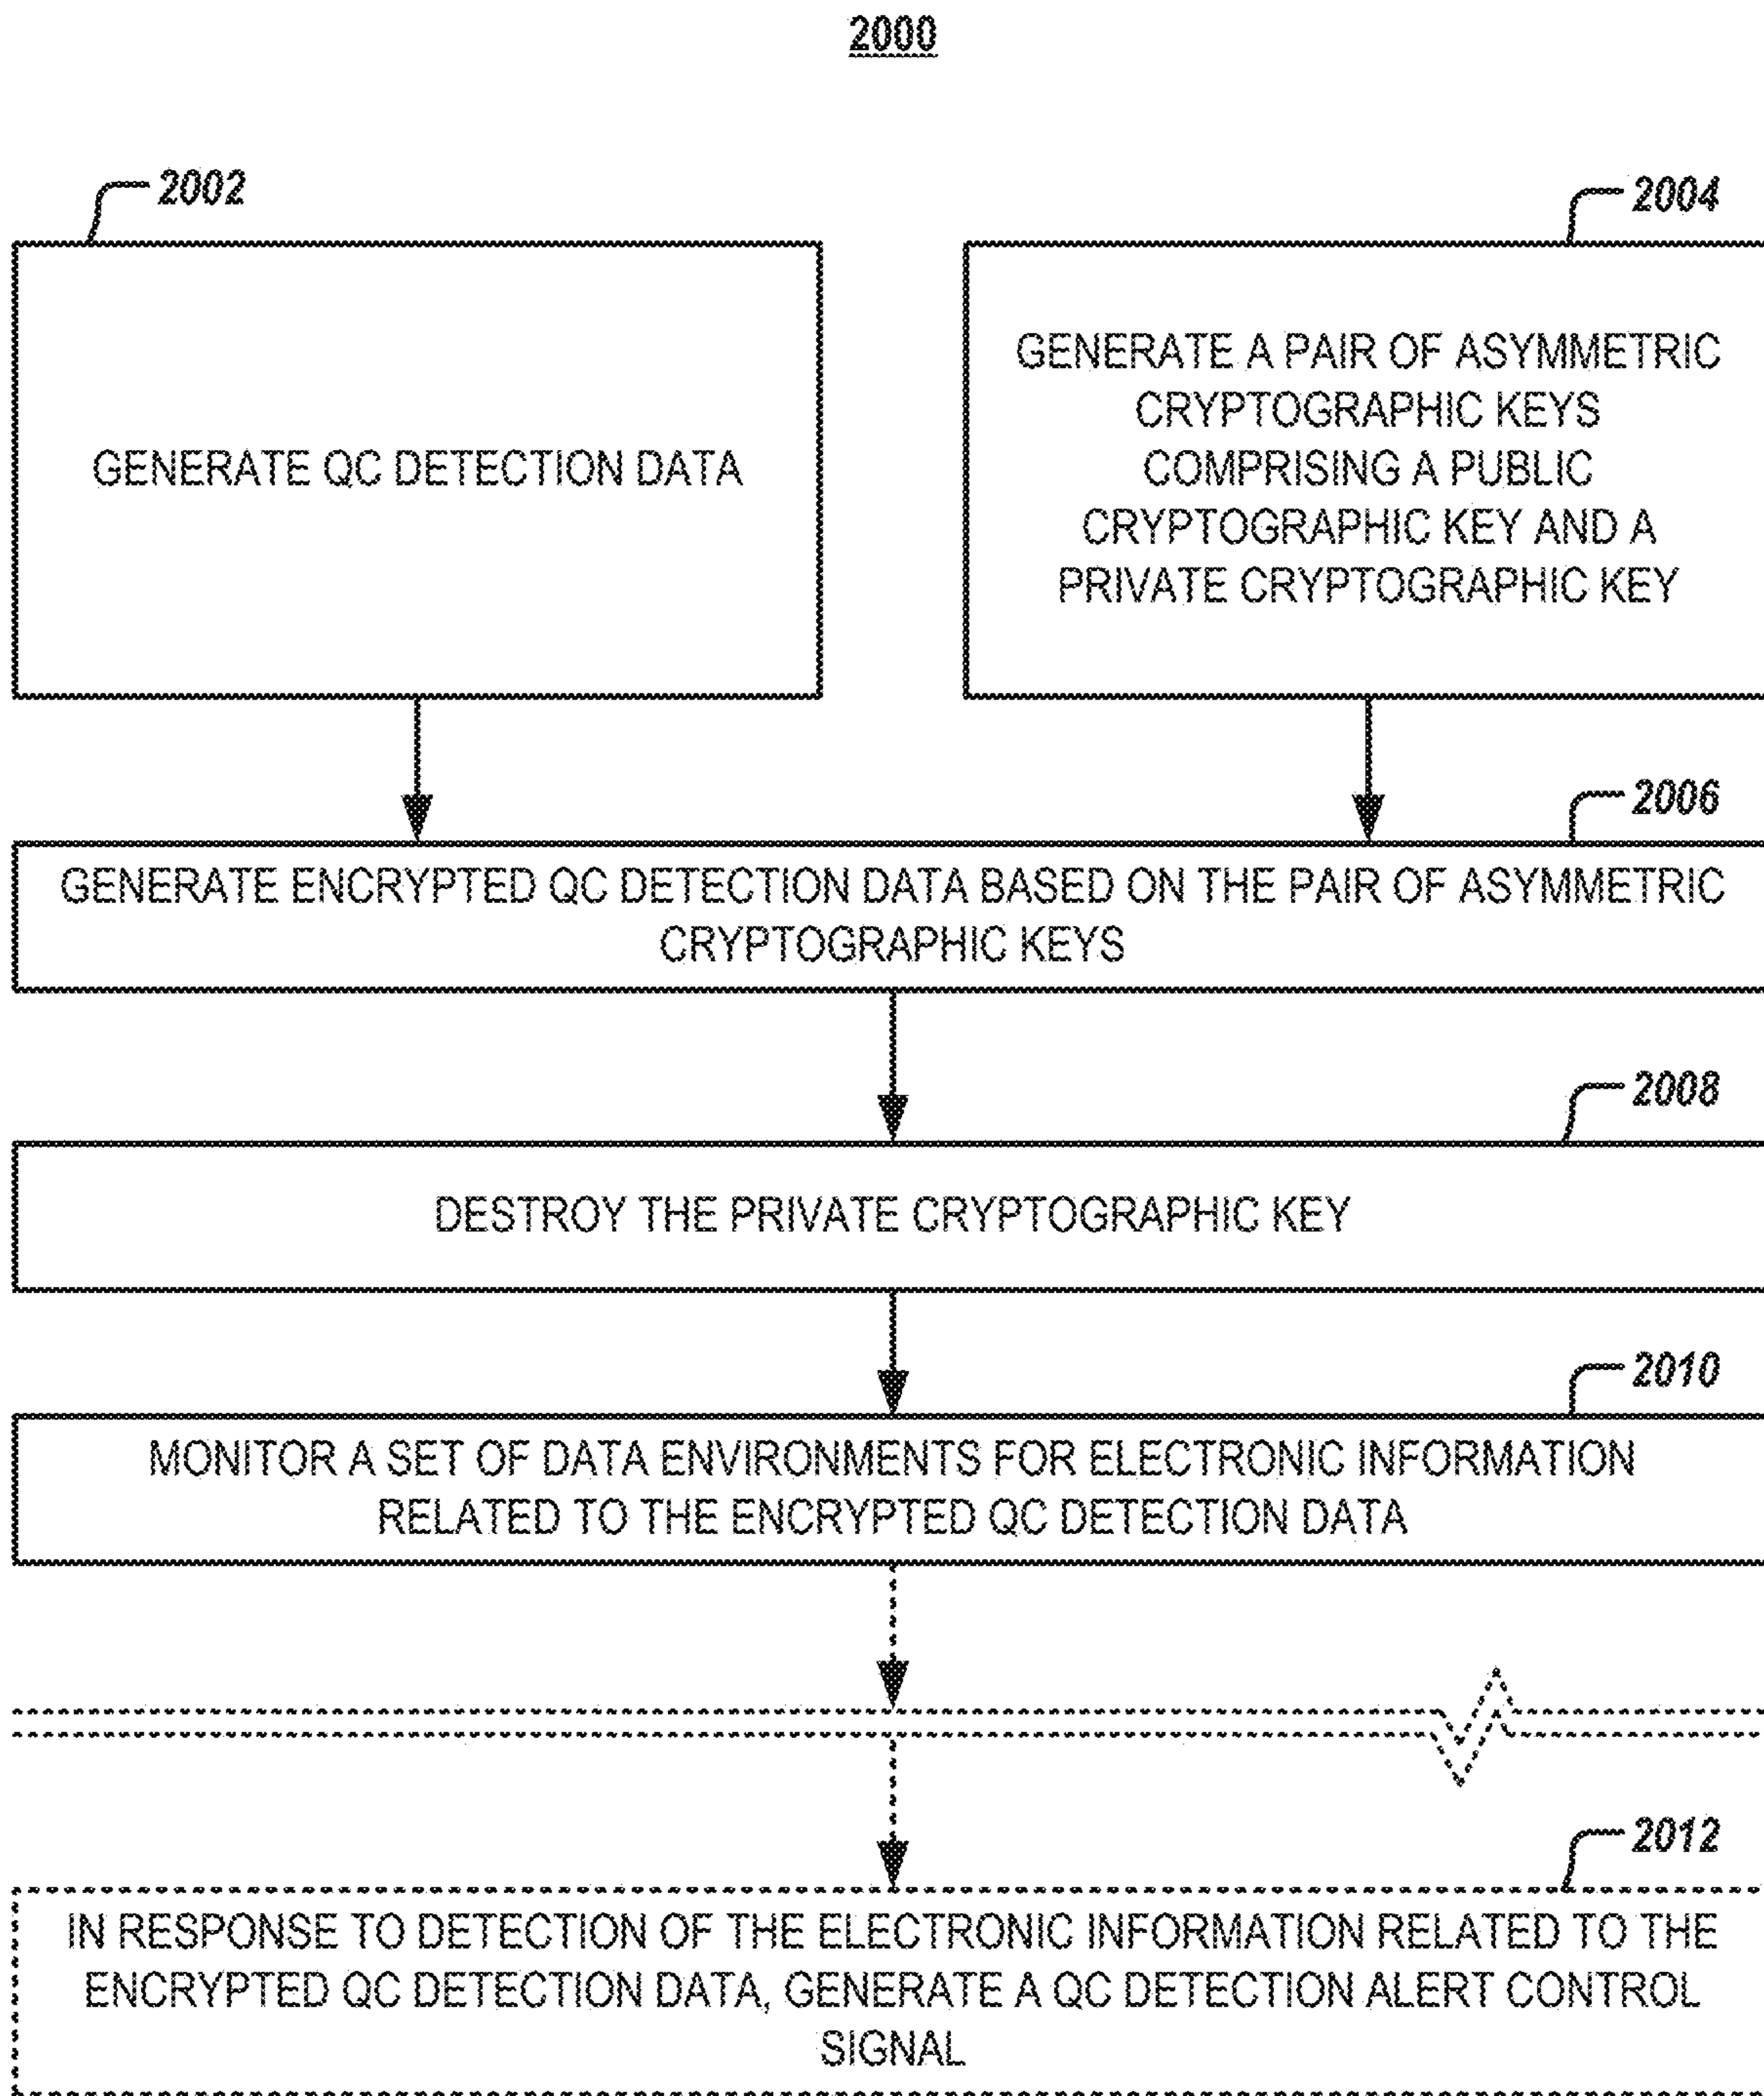 2000
2002
GENERATE QC DETECTION DATA
2004
GENERATE A PAIR OF ASYMMETRIC
CRYPTOGRAPHIC KEYS
COMPRISING A PUBLIC
CRYPTOGRAPHIC KEY AND A
PRIVATE CRYPTOGRAPHIC KEY
2006
GENERATE ENCRYPTED QC DETECTION DATA BASED ON THE PAIR OF ASYMMETRIC
CRYPTOGRAPHIC KEYS
2008
DESTROY THE PRIVATE CRYPTOGRAPHIC KEY
2010
MONITOR A SET OF DATA ENVIRONMENTS FOR ELECTRONIC INFORMATION
RELATED TO THE ENCRYPTED QC DETECTION DATA
2012
IN RESPONSE TO DETECTION OF THE ELECTRONIC INFORMATION RELATED TO THE
ENCRYPTED QC DETECTION DATA, GENERATE A QC DETECTION ALERT CONTROL
SIGNAL